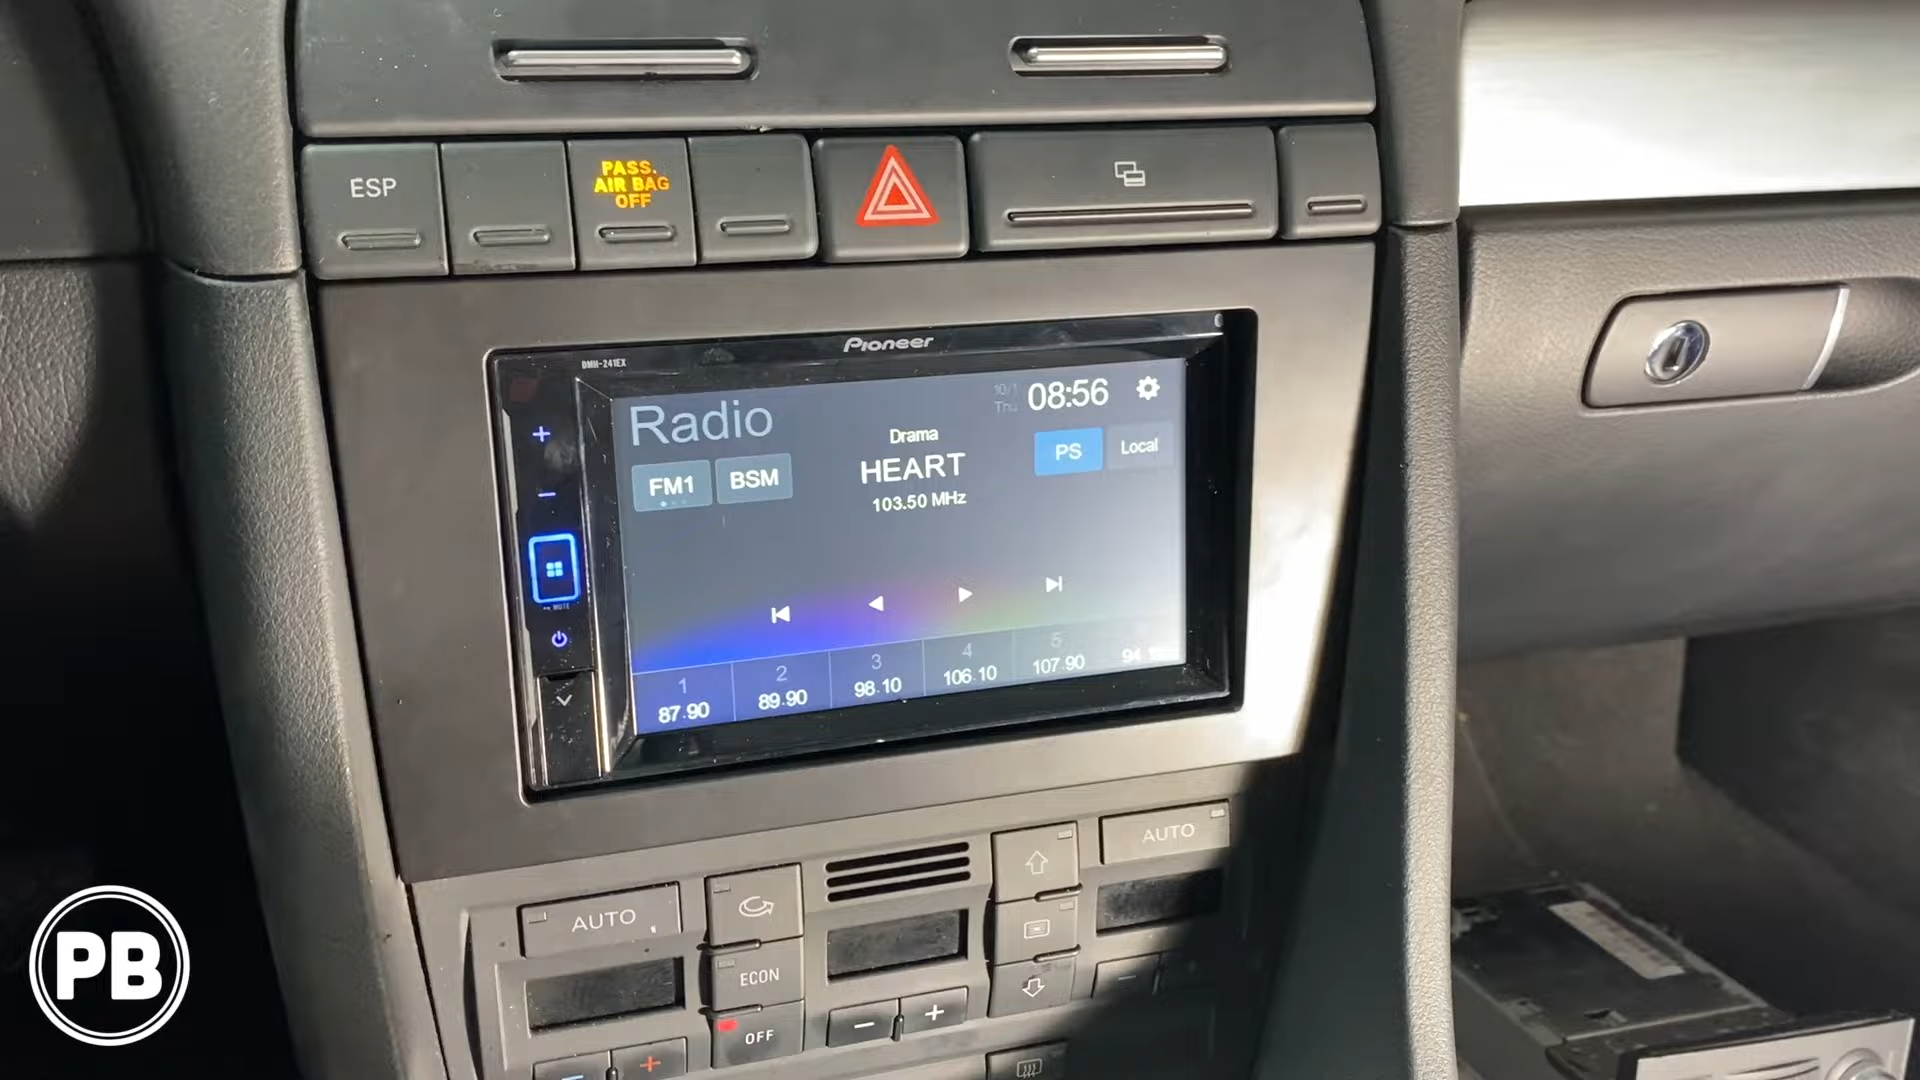 ESP
PASS.
AIR BAG
OFF
Pioneer
DMH-241EX
Radio
10/1
Thu
08:56
FM1
BSM
Drama
HEART
103.50 MHz
PS
Local
MUTE
1
87.90
2
89.90
3
98.10
4
106.10
5
107.90
AUTO
AUTO
ECON
OFF
PB